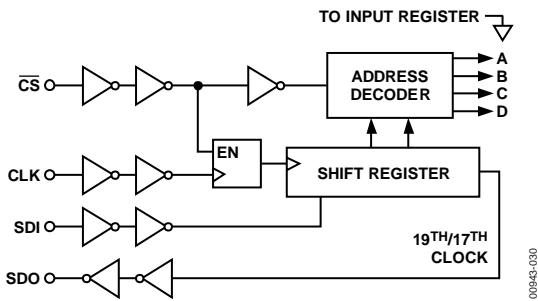 TO INPUT REGISTER
CS
ADDRESS
DECODER
A
B
C
D
EN
CLK
SHIFT REGISTER
SDI
19TH/17TH
CLOCK
SDO
00943-030